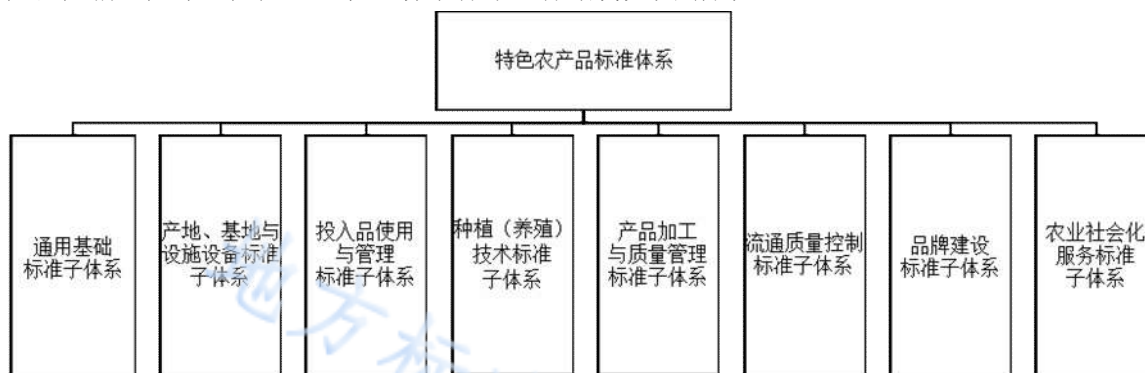 特色农产品标准体系
通用基础
标准子体系
产地、基地与
设施设备标准
子体系
投入品使用
与管理
标准子体系
种植（养殖）
技术标准
子体系
产品加工
与质量管理
标准子体系
流通质量控制
标准子体系
品牌建设
标准子体系
农业社会化
服务标准
子体系
地方标